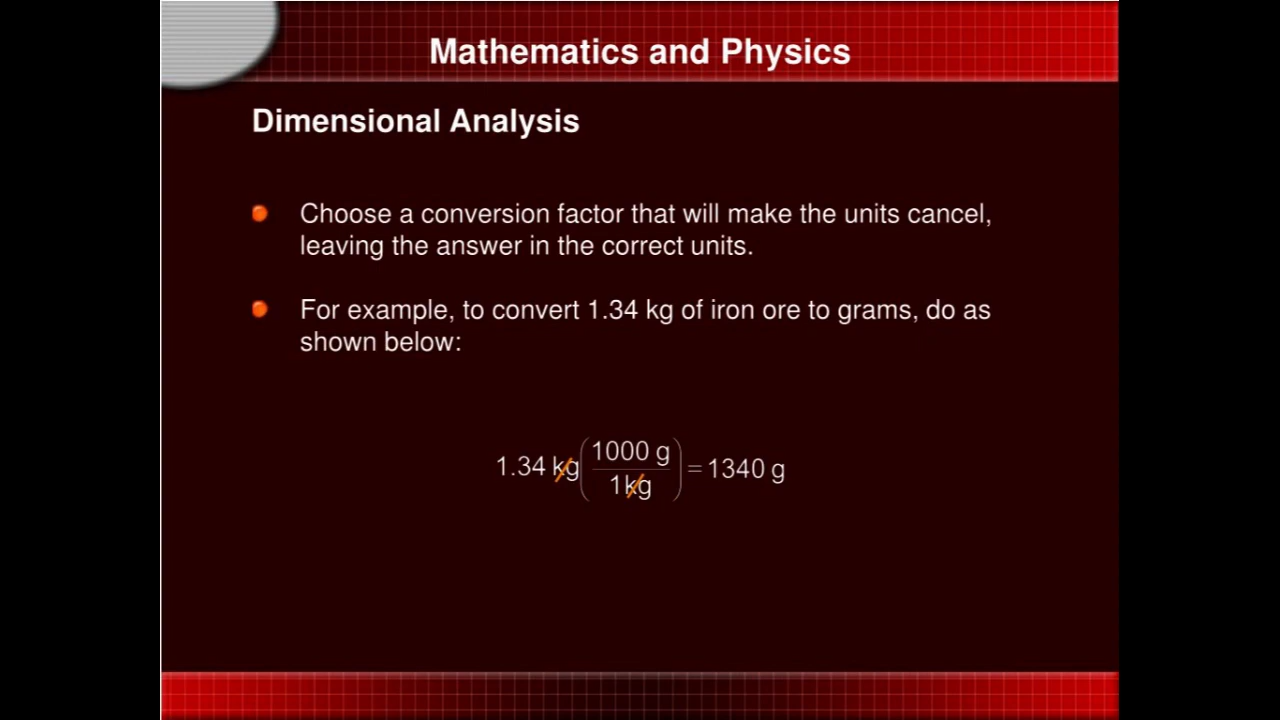 Mathematics and Physics
Dimensional Analysis
Choose a conversion factor that will make the units cancel,
leaving the answer in the correct units.
For example, to convert 1.34 kg of iron ore to grams, do as
shown below:
1.34 kg(1000 g / 1kg) = 1340 g